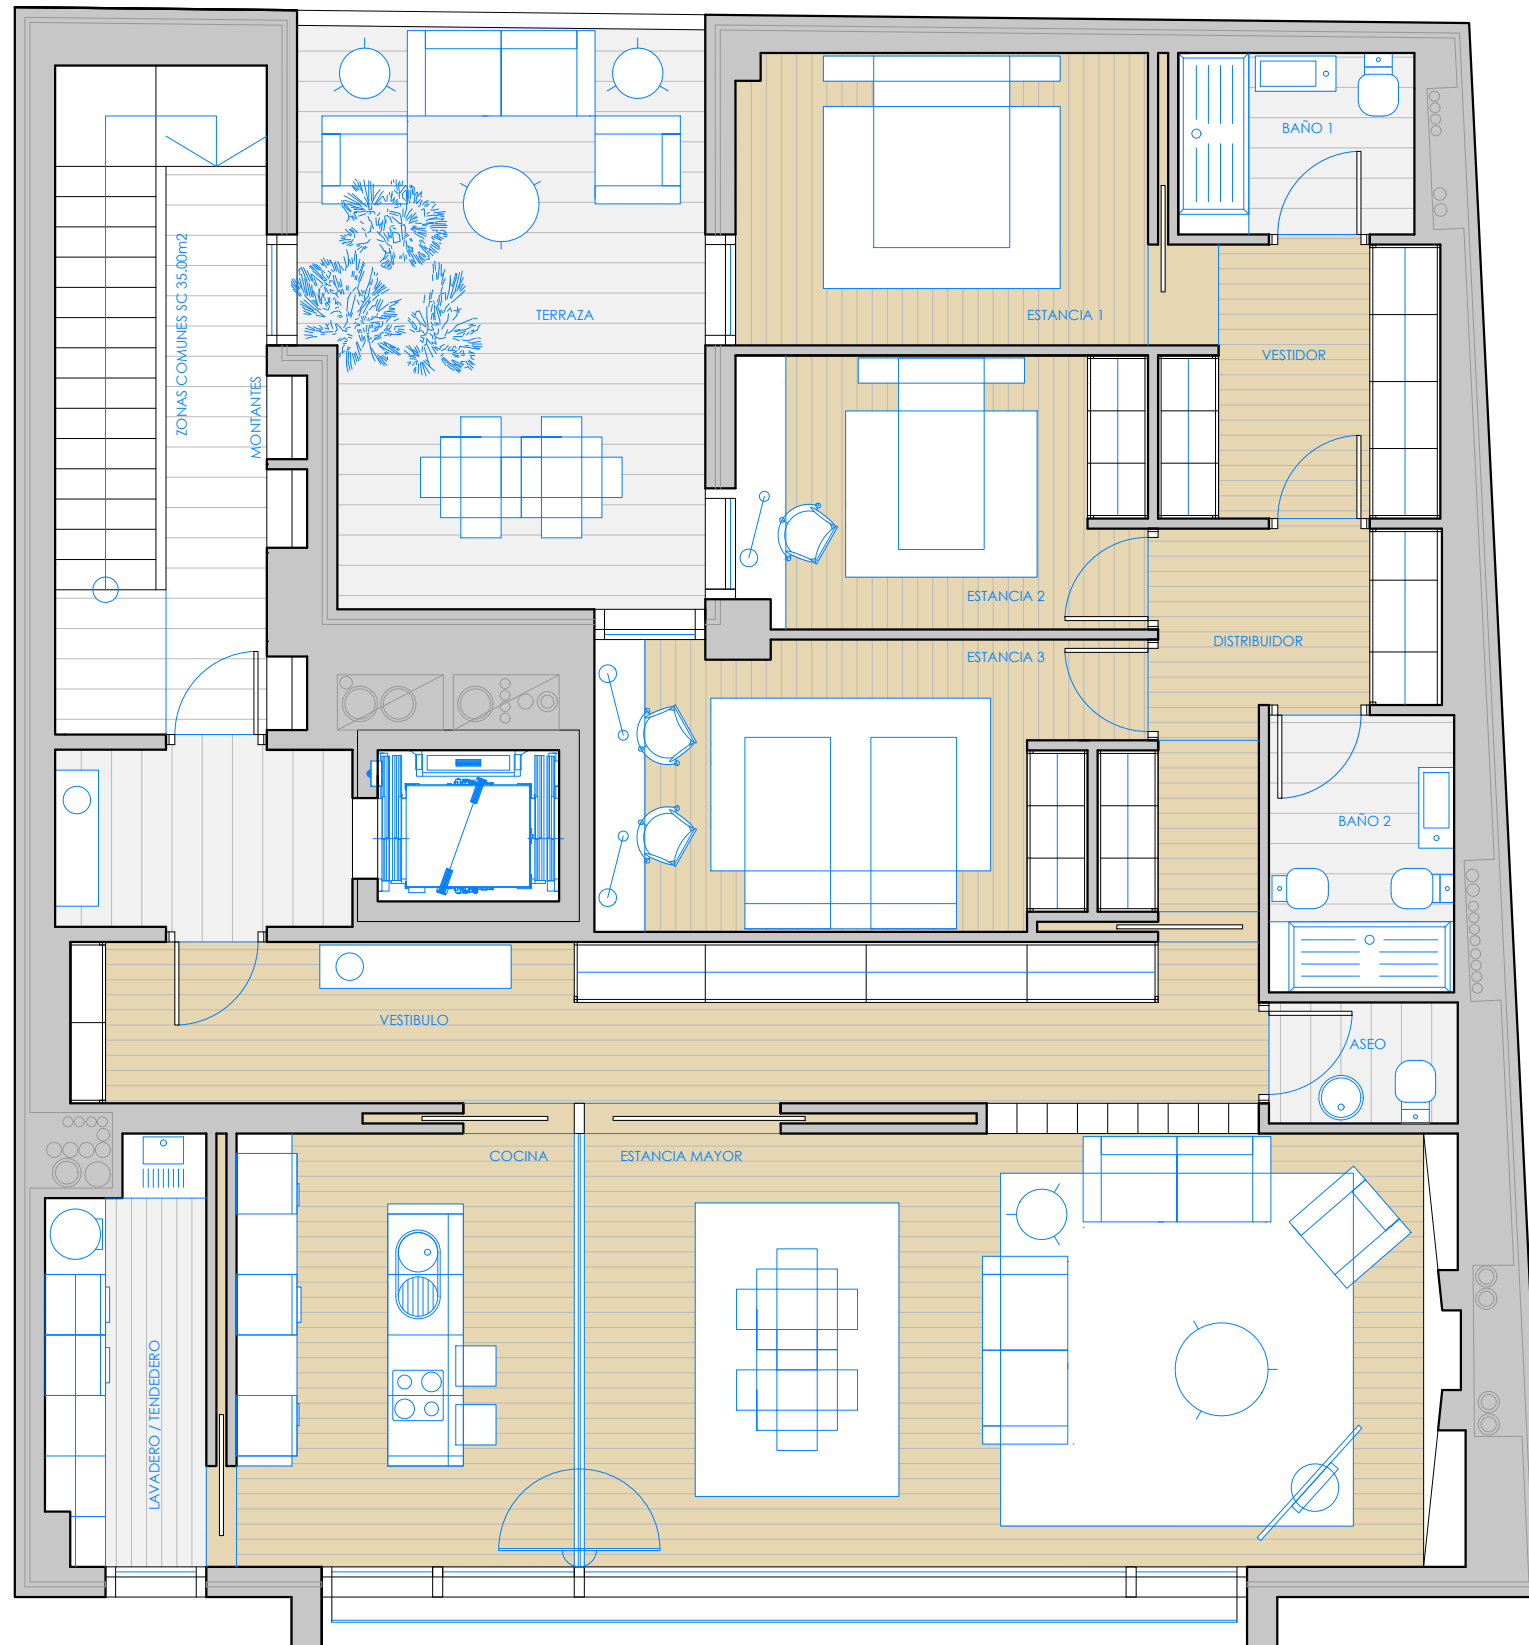 BAÑO 1
ZONAS COMUNES SC 35.00m2
TERRAZA
ESTANCIA 1
VESTIDOR
MONTANTES
ESTANCIA 2
DISTRIBUIDOR
ESTANCIA 3
BAÑO 2
VESTIBULO
ASEO
COCINA
ESTANCIA MAYOR
LAVADERO / TENDEDERO